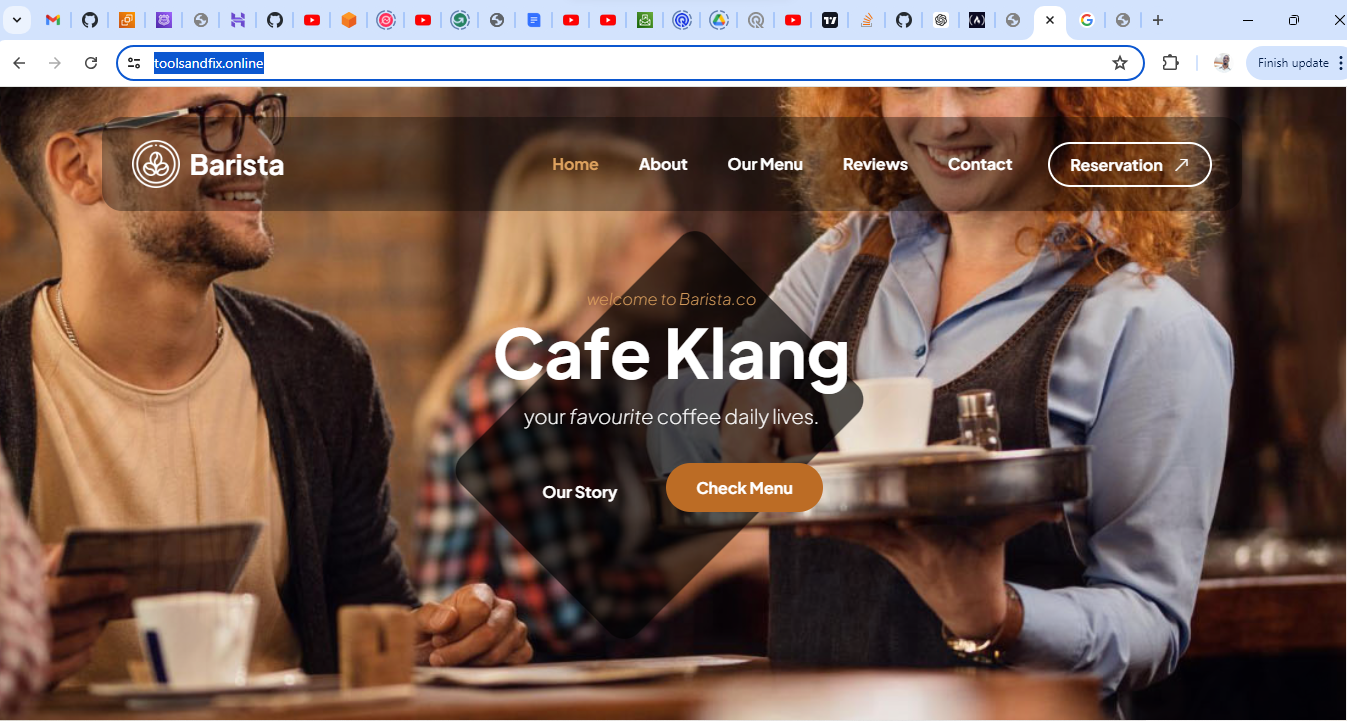 toolsandfix.online
Finish update
Barista
Home About Our Menu Reviews Contact Reservation
welcome to Barista.co
Cafe Klang
your favourite coffee daily lives.
Our Story Check Menu